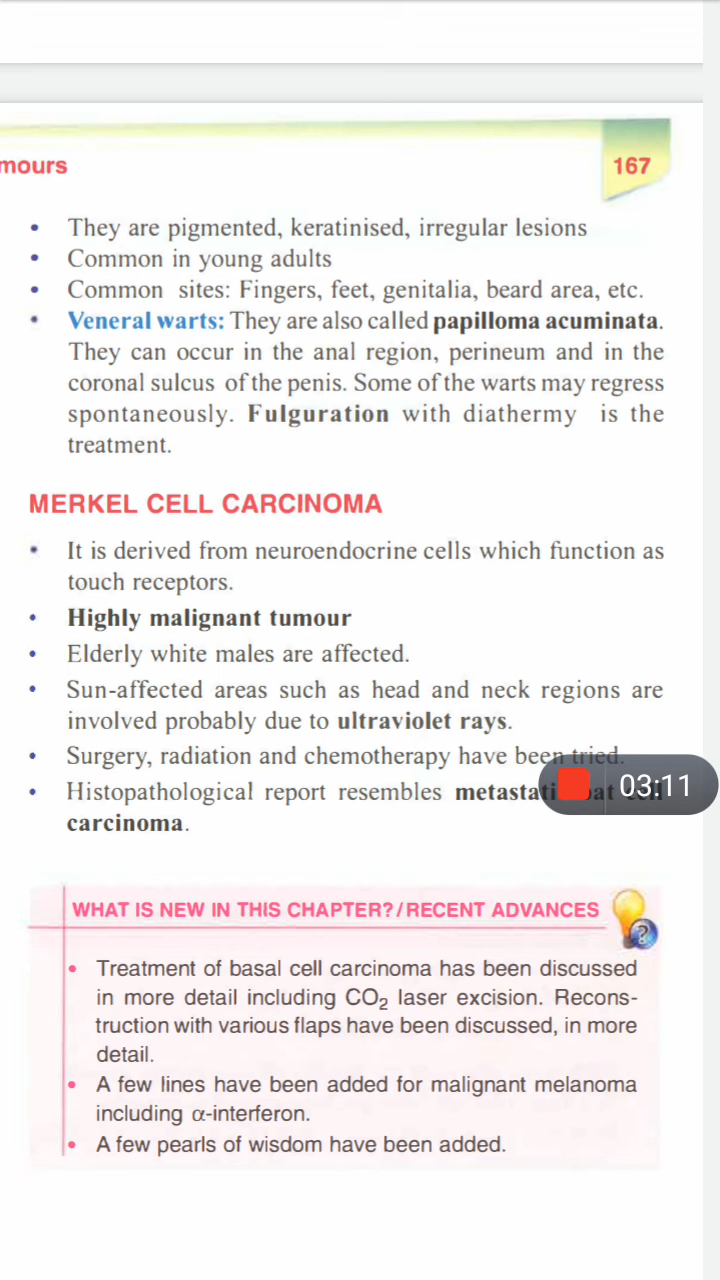 mours
167
• They are pigmented, keratinised, irregular lesions
• Common in young adults
• Common sites: Fingers, feet, genitalia, beard area, etc.
• Veneral warts: They are also called papilloma acuminata.
They can occur in the anal region, perineum and in the
coronal sulcus of the penis. Some of the warts may regress
spontaneously. Fulguration with diathermy is the
treatment.
MERKEL CELL CARCINOMA
• It is derived from neuroendocrine cells which function as
touch receptors.
• Highly malignant tumour
• Elderly white males are affected.
• Sun-affected areas such as head and neck regions are
involved probably due to ultraviolet rays.
• Surgery, radiation and chemotherapy have been tried.
03:11
• Histopathological report resembles cell
carcinoma.
WHAT IS NEW IN THIS CHAPTER?/RECENT ADVANCES
• Treatment of basal cell carcinoma has been discussed
in more detail including CO₂ laser excision. Recons-
truction with various flaps have been discussed, in more
detail.
• A few lines have been added for malignant melanoma
including α-interferon.
• A few pearls of wisdom have been added.